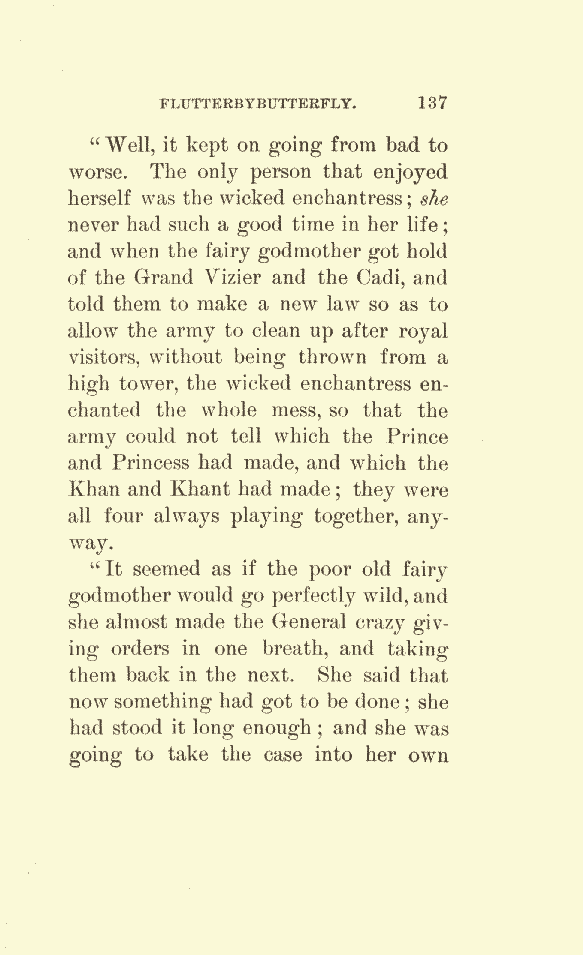 FLUTTERBYBUTTERFLY. 137
“Well, it kept on going from bad to
worse. The only person that enjoyed
herself was the wicked enchantress; she
never had such a good time in her life;
and when the fairy godmother got hold
of the Grand Vizier and the Cadi, and
told them to make a new law so as to
allow the army to clean up after royal
visitors, without being thrown from a
high tower, the wicked enchantress en-
chanted the whole mess, so that the
army could not tell which the Prince
and Princess had made, and which the
Khan and Khant had made; they were
all four always playing together, any-
way.
“It seemed as if the poor old fairy
godmother would go perfectly wild, and
she almost made the General crazy giv-
ing orders in one breath, and taking
them back in the next. She said that
now something had got to be done; she
had stood it long enough; and she was
going to take the case into her own